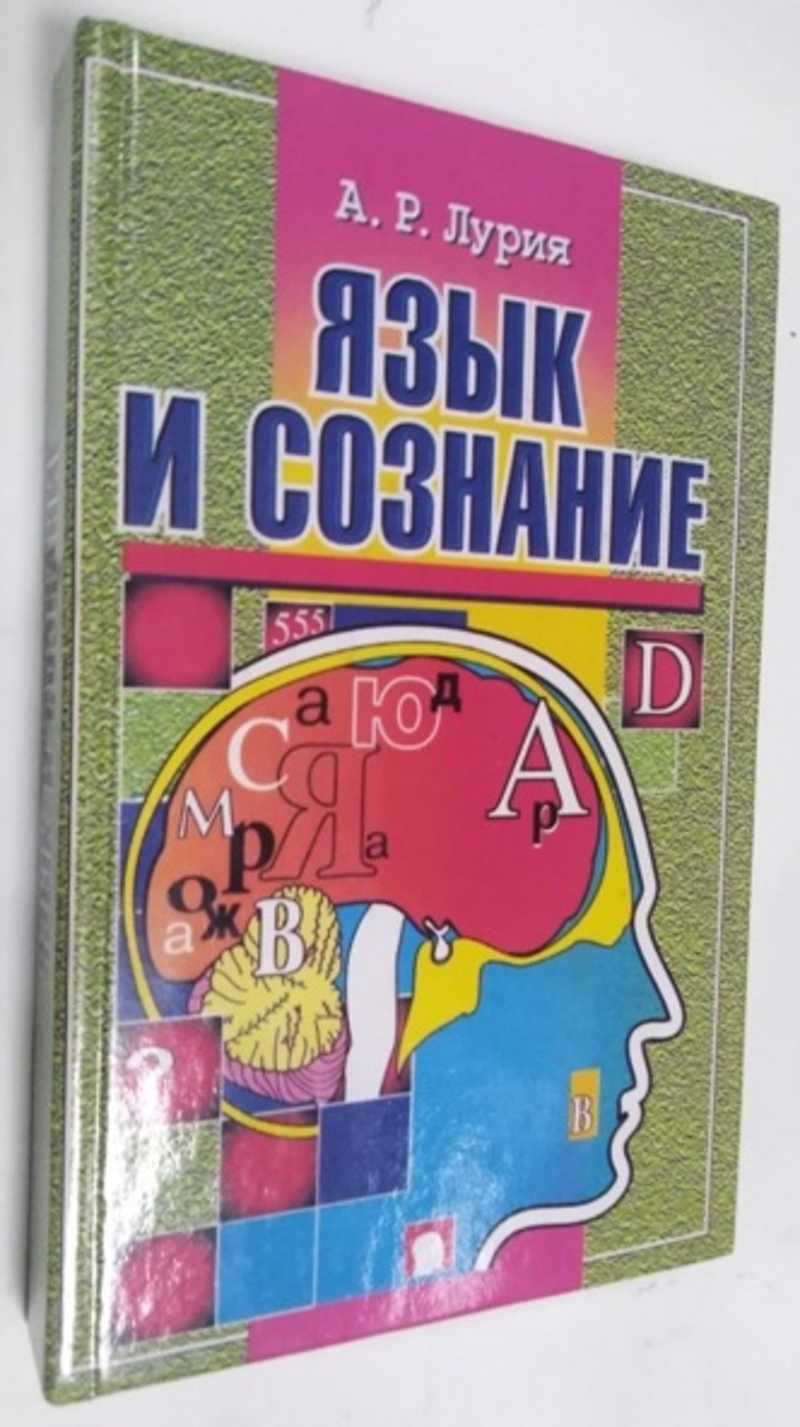 А. Р. Лурия
ЯЗЫК
И СОЗНАНИЕ
555
D
а Ю д
С А
Я
м р а р
о ж
а В
В